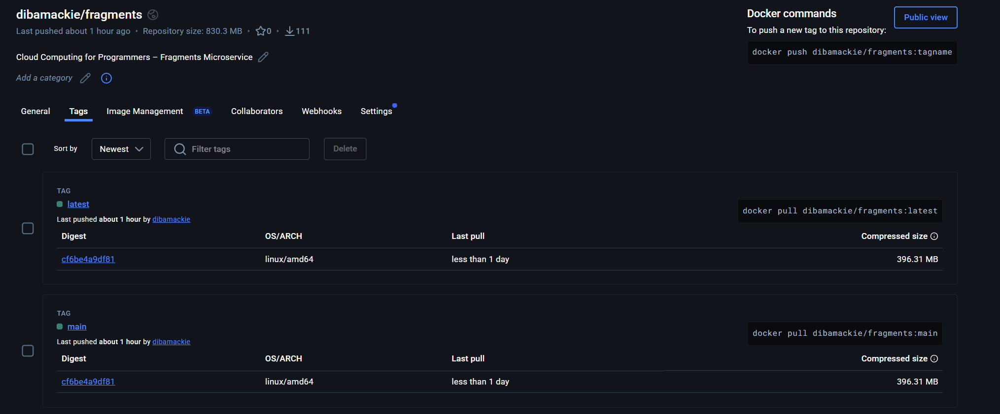 dibamackie/fragments
Last pushed about 1 hour ago • Repository size: 830.3 MB • 0 • 111
Cloud Computing for Programmers – Fragments Microservice
Add a category
Docker commands
Public view
To push a new tag to this repository:
docker push dibamackie/fragments:tagname
General Tags Image Management BETA Collaborators Webhooks Settings
Sort by Newest Filter tags Delete
TAG
latest
Last pushed about 1 hour by dibamackie
docker pull dibamackie/fragments:latest
Digest OS/ARCH Last pull Compressed size
cf6be4a9df81 linux/amd64 less than 1 day 396.31 MB
TAG
main
Last pushed about 1 hour by dibamackie
docker pull dibamackie/fragments:main
Digest OS/ARCH Last pull Compressed size
cf6be4a9df81 linux/amd64 less than 1 day 396.31 MB